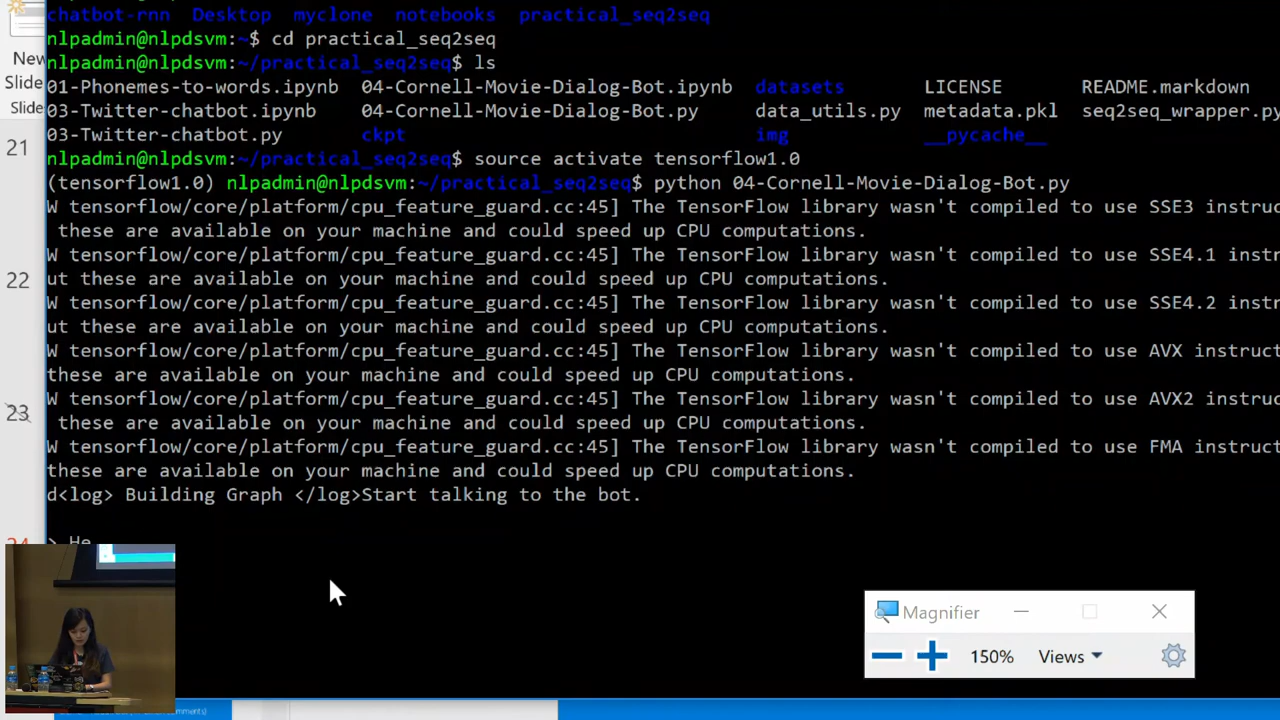 chatbot-rnn Desktop myclone notebooks practical_seq2seq
nlpadmin@nlpdsvm:~$ cd practical_seq2seq
nlpadmin@nlpdsvm:~/practical_seq2seq$ ls
01-Phonemes-to-words.ipynb 04-Cornell-Movie-Dialog-Bot.ipynb datasets LICENSE README.markdown
03-Twitter-chatbot.ipynb 04-Cornell-Movie-Dialog-Bot.py data_utils.py metadata.pkl seq2seq_wrapper.py
03-Twitter-chatbot.py ckpt img __pycache__
nlpadmin@nlpdsvm:~/practical_seq2seq$ source activate tensorflow1.0
(tensorflow1.0) nlpadmin@nlpdsvm:~/practical_seq2seq$ python 04-Cornell-Movie-Dialog-Bot.py
W tensorflow/core/platform/cpu_feature_guard.cc:45] The TensorFlow library wasn't compiled to use SSE3 instruc
these are available on your machine and could speed up CPU computations.
W tensorflow/core/platform/cpu_feature_guard.cc:45] The TensorFlow library wasn't compiled to use SSE4.1 instr
ut these are available on your machine and could speed up CPU computations.
W tensorflow/core/platform/cpu_feature_guard.cc:45] The TensorFlow library wasn't compiled to use SSE4.2 instr
ut these are available on your machine and could speed up CPU computations.
W tensorflow/core/platform/cpu_feature_guard.cc:45] The TensorFlow library wasn't compiled to use AVX instruct
these are available on your machine and could speed up CPU computations.
W tensorflow/core/platform/cpu_feature_guard.cc:45] The TensorFlow library wasn't compiled to use AVX2 instruc
these are available on your machine and could speed up CPU computations.
W tensorflow/core/platform/cpu_feature_guard.cc:45] The TensorFlow library wasn't compiled to use FMA instruct
these are available on your machine and could speed up CPU computations.
d<log> Building Graph </log>Start talking to the bot.
> He
New
Slide
Slide
21
22
23
24
Magnifier
150% Views